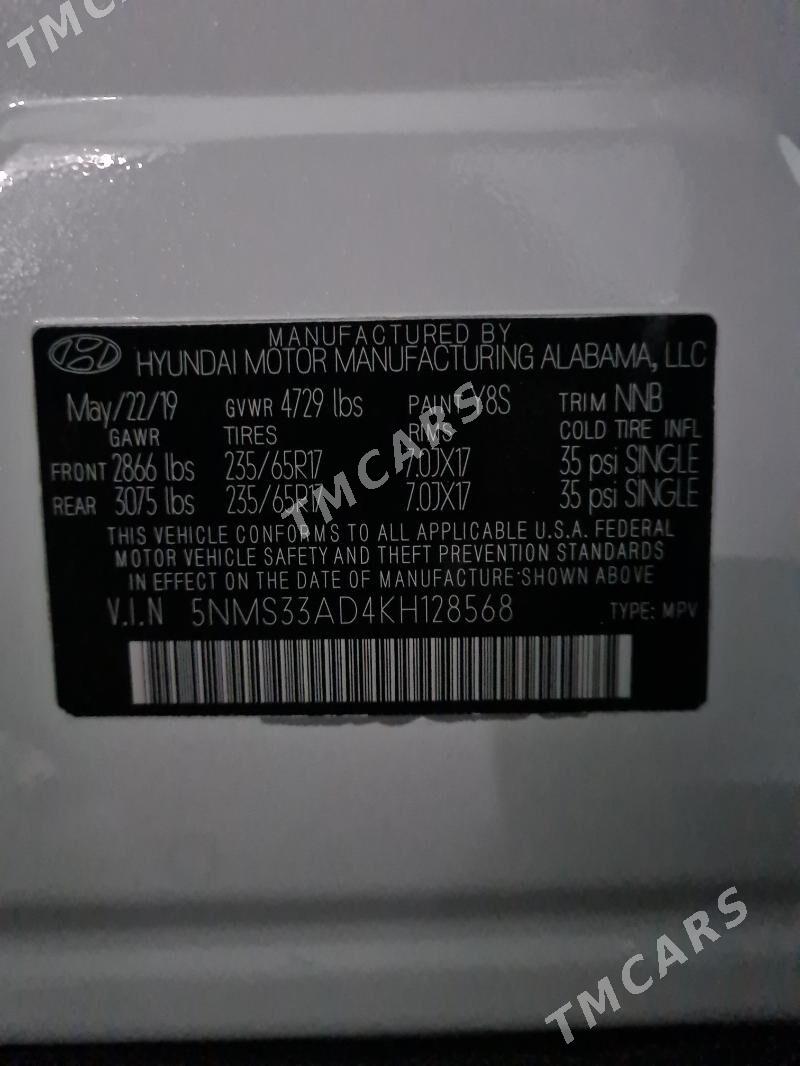 TMCARS
MANUFACTURED BY
HYUNDAI MOTOR MANUFACTURING ALABAMA, LLC
May/22/19 GVWR 4729 lbs PAINT Y8S TRIM NNB
GAWR TIRES RIMS COLD TIRE INFL
FRONT 2866 lbs 235/65R17 7.0JX17 35 psi SINGLE
REAR 3075 lbs 235/65R17 7.0JX17 35 psi SINGLE
THIS VEHICLE CONFORMS TO ALL APPLICABLE U.S.A. FEDERAL
MOTOR VEHICLE SAFETY AND THEFT PREVENTION STANDARDS
IN EFFECT ON THE DATE OF MANUFACTURE SHOWN ABOVE
V.I.N 5NMS33AD4KH128568 TYPE: MPV
TMCARS
TMCARS